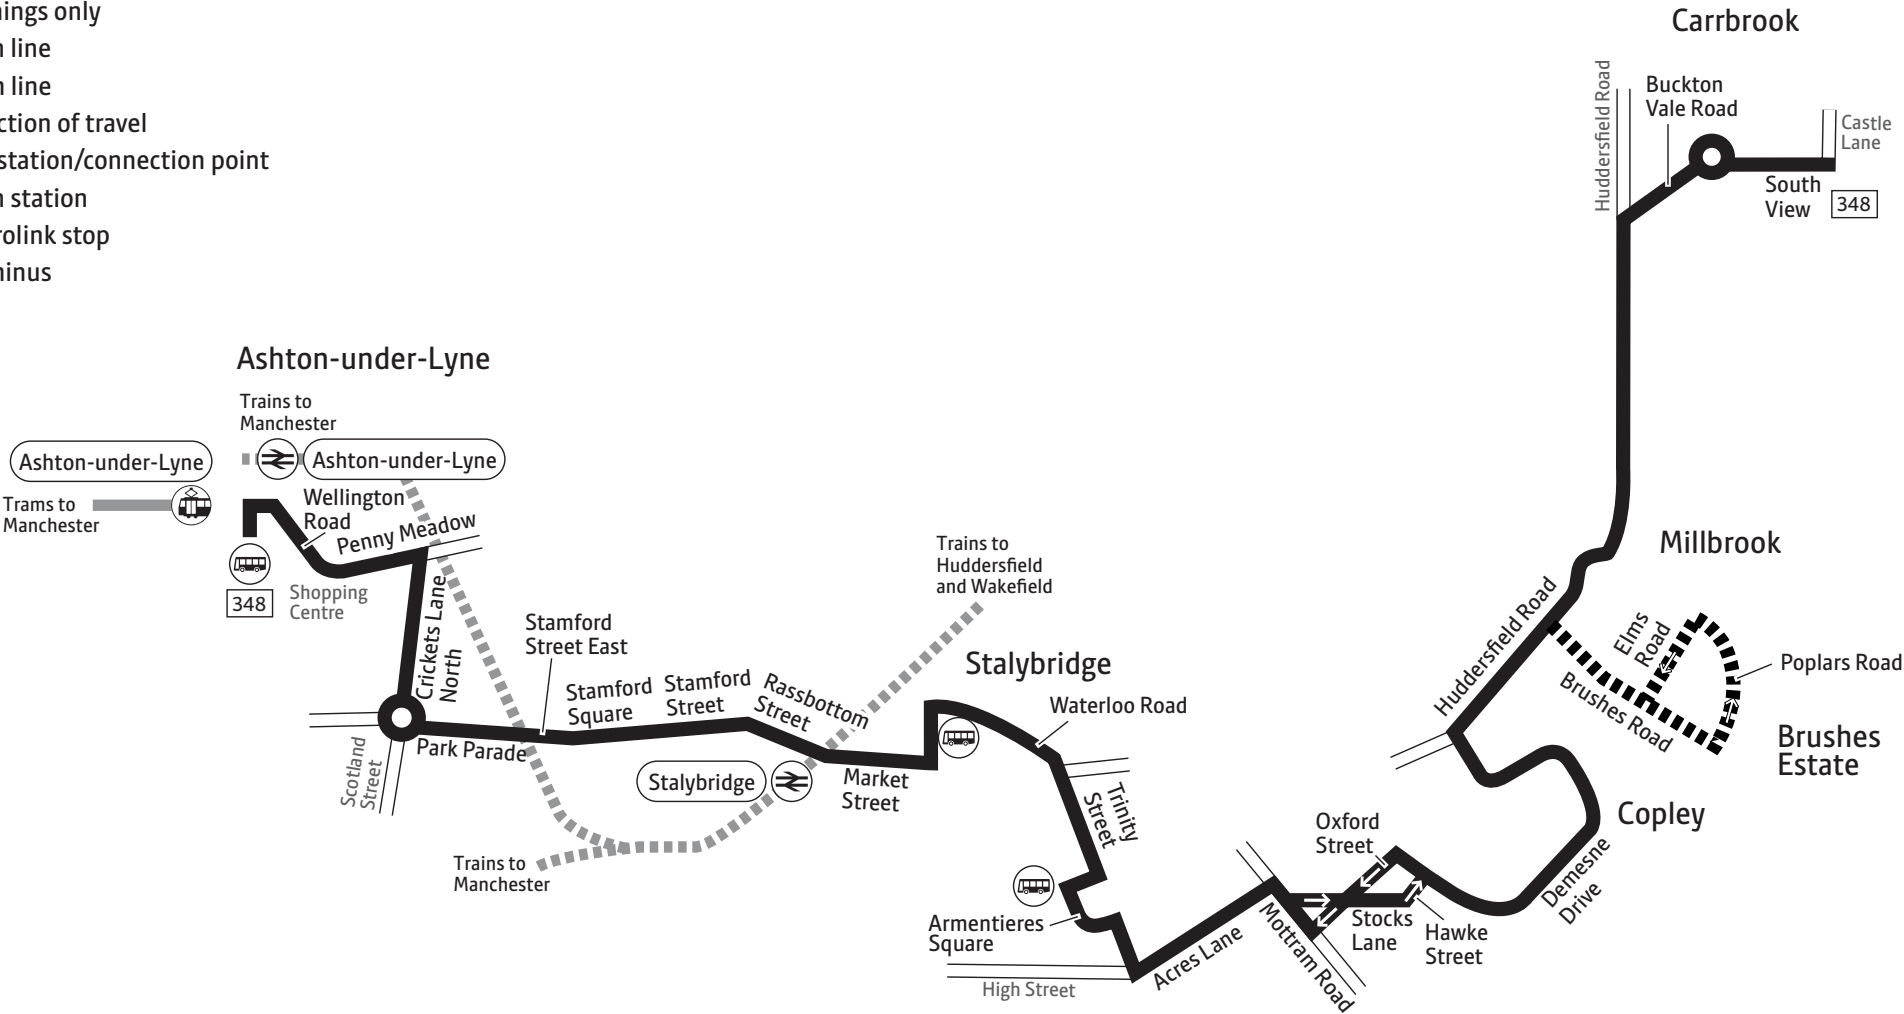 only
line
line
of travel
station/connection point
station
stop
Carrbrook
Huddersfield Road
Buckton
Vale Road
Castle
Lane
South
View
348
Ashton-under-Lyne
Trains to
Manchester
Ashton-under-Lyne
Ashton-under-Lyne
Trams to
Manchester
Wellington
Road
Penny Meadow
348
Shopping
Centre
Crickets Lane
North
Scotland
Street
Park Parade
Stamford
Street East
Stamford
Square
Stamford
Street
Rassbottom
Street
Trains to
Huddersfield
and Wakefield
Stalybridge
Waterloo Road
Stalybridge
Market
Street
Trains to
Manchester
Trinity
Street
Armentieres
Square
High Street
Acres Lane
Mottram Road
Oxford
Street
Stocks
Lane
Hawke
Street
Demesne
Drive
Copley
Huddersfield Road
Millbrook
Elms
Road
Poplars Road
Brushes Road
Brushes
Estate